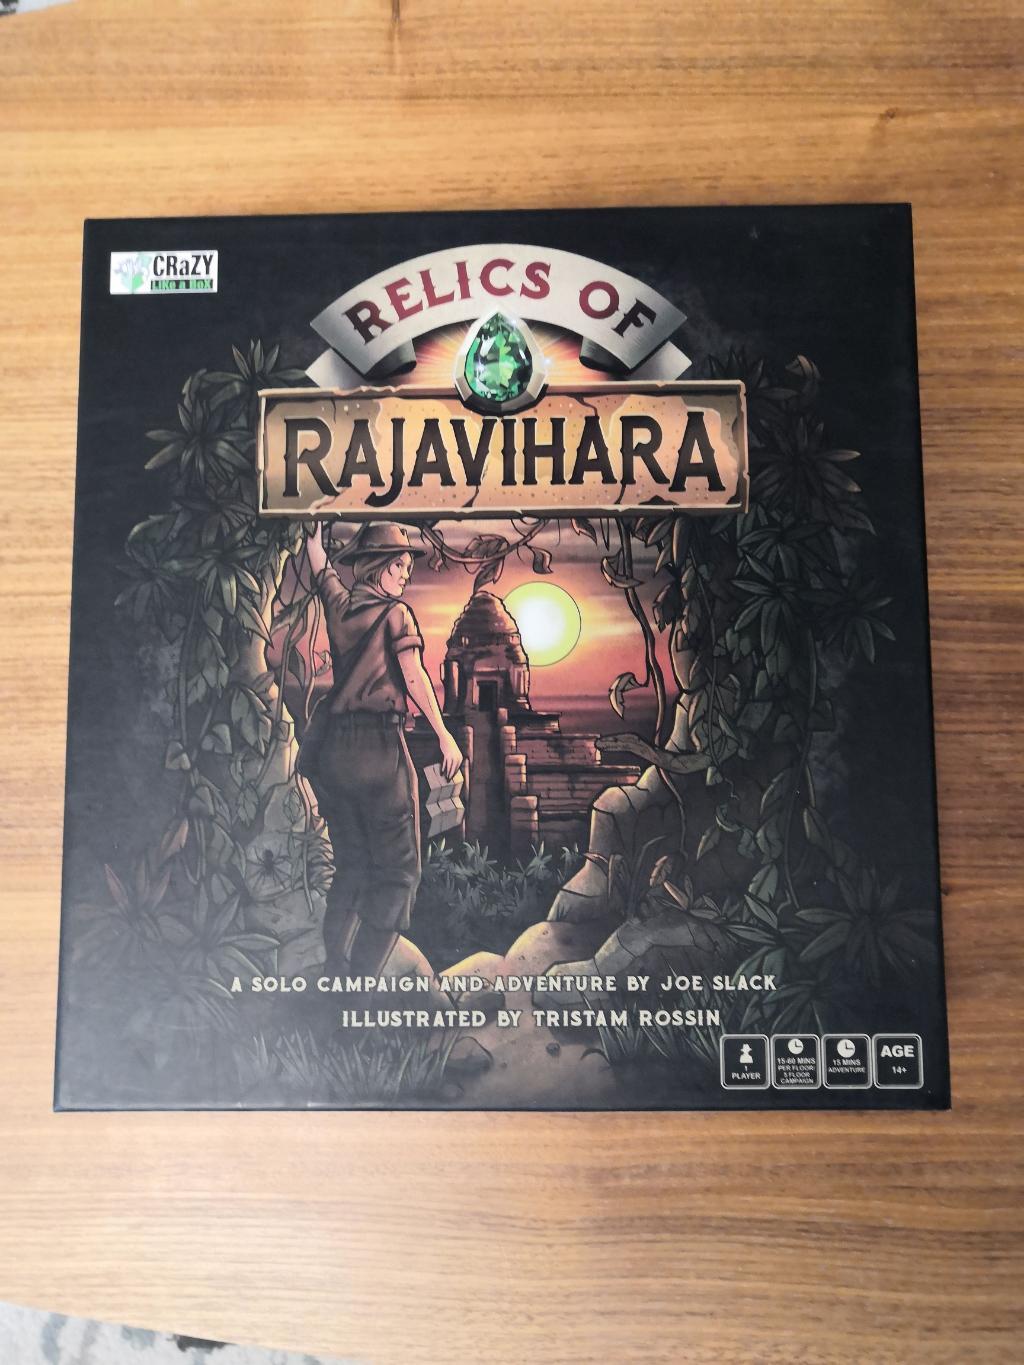 CRaZY
LIKe a BoX
RELICS OF
RAJAVIHARA
A SOLO CAMPAIGN AND ADVENTURE BY JOE SLACK
ILLUSTRATED BY TRISTAM ROSSIN
1
PLAYER
15-60 MINS
PER FLOOR/
5 FLOOR
CAMPAIGN
15 MINS
ADVENTURE
AGE
14+